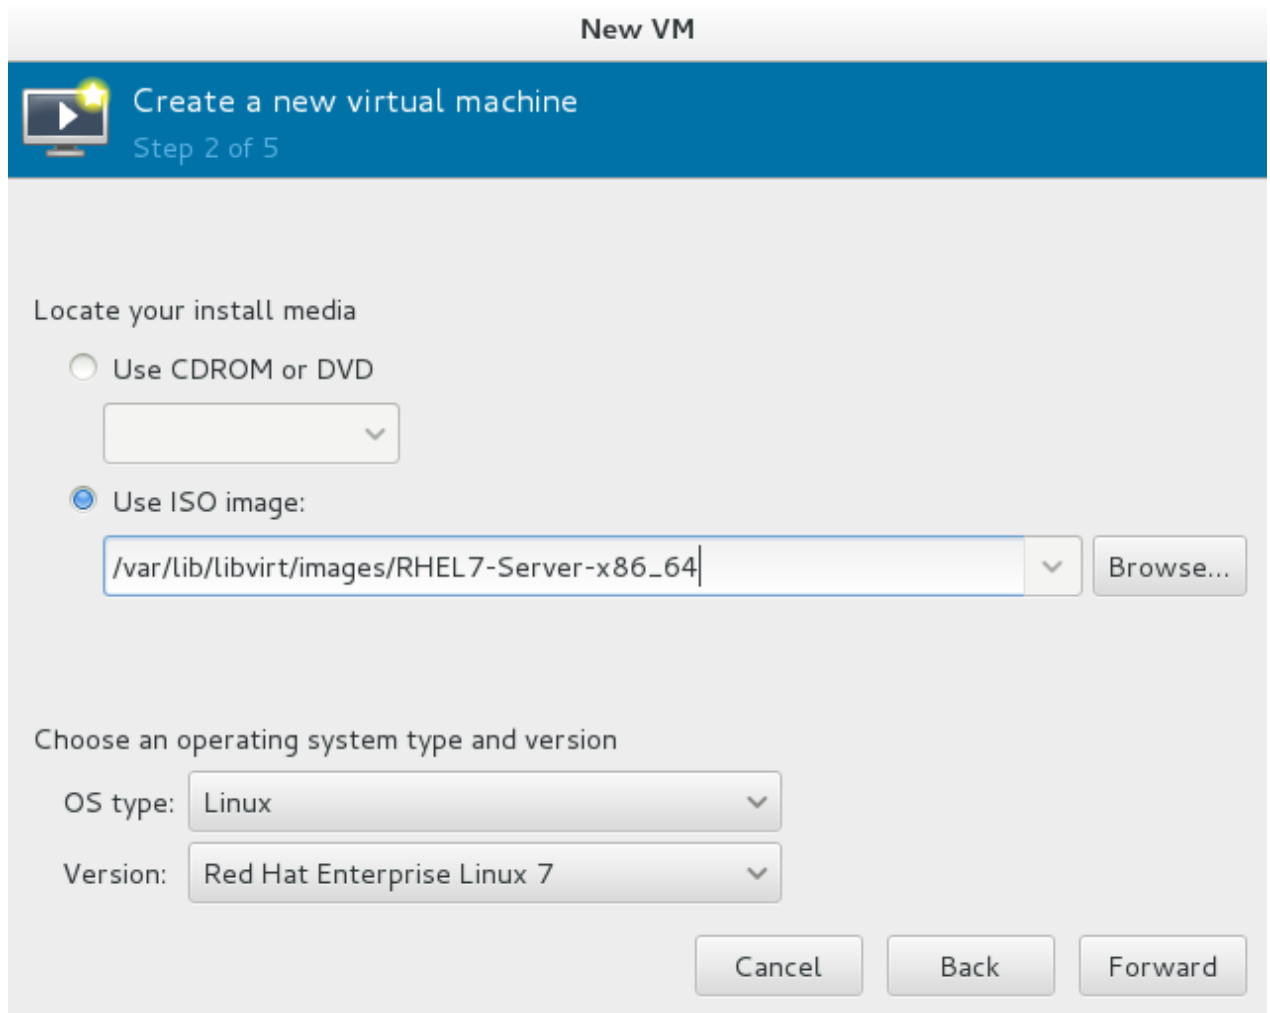 New VM
Create a new virtual machine
Step 2 of 5
Locate your install media
Use CDROM or DVD
Use ISO image:
/var/lib/libvirt/images/RHEL7-Server-x86_64
Browse...
Choose an operating system type and version
OS type: Linux
Version: Red Hat Enterprise Linux 7
Cancel Back Forward